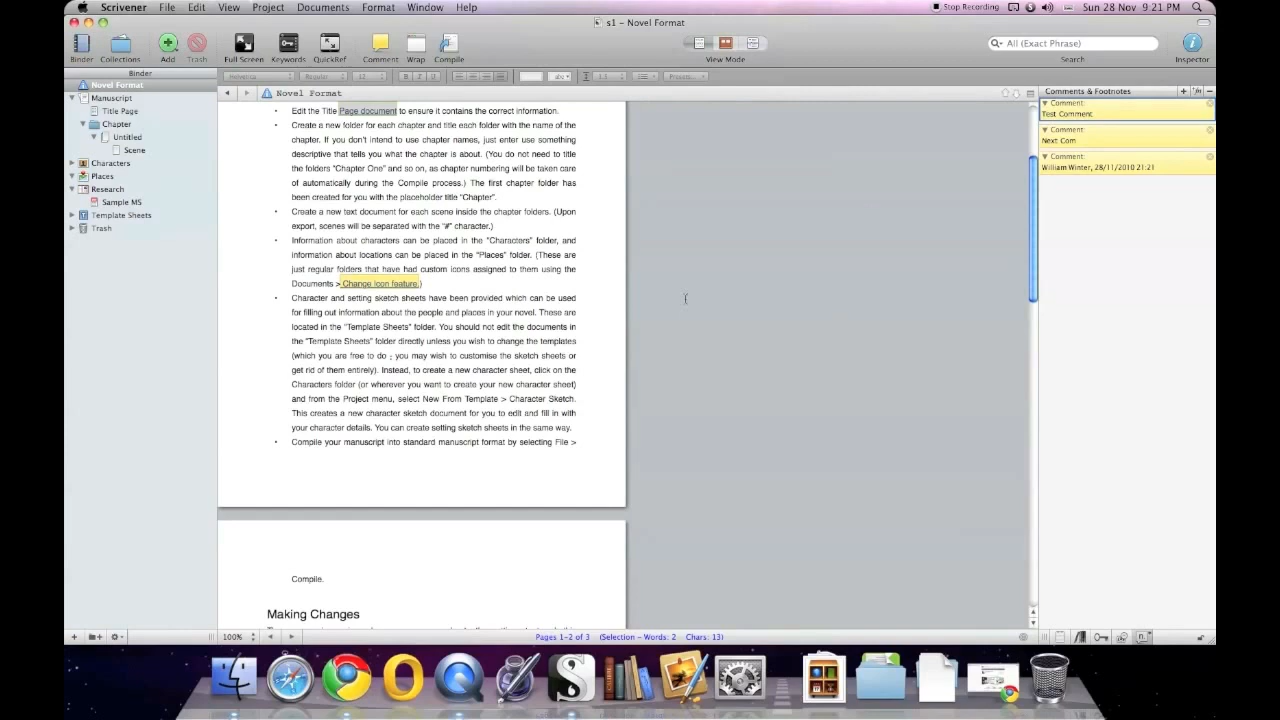 Scrivener File Edit View Project Documents Format Window Help Stop Recording Sun 28 Nov 9:21 PM
s1 – Novel Format
Binder Collections Add Trash Full Screen Keywords QuickRef Comment Wrap Compile View Mode All (Exact Phrase) Search Inspector
Helvetica Regular 12 B I U abc 1.5
Binder
Novel Format
Manuscript
Title Page
Chapter
Untitled
Scene
Characters
Places
Research
Sample MS
Template Sheets
Trash
Novel Format
• Edit the Title Page document to ensure it contains the correct information.
• Create a new folder for each chapter and title each folder with the name of the
chapter. If you don't intend to use chapter names, just enter use something
descriptive that tells you what the chapter is about. (You do not need to title
the folders "Chapter One" and so on, as chapter numbering will be taken care
of automatically during the Compile process.) The first chapter folder has
been created for you with the placeholder title "Chapter".
• Create a new text document for each scene inside the chapter folders. (Upon
export, scenes will be separated with the "#" character.)
• Information about characters can be placed in the "Characters" folder, and
information about locations can be placed in the "Places" folder. (These are
just regular folders that have had custom icons assigned to them using the
Documents > Change Icon feature.)
• Character and setting sketch sheets have been provided which can be used
for filling out information about the people and places in your novel. These are
located in the "Template Sheets" folder. You should not edit the documents in
the "Template Sheets" folder directly unless you wish to change the templates
(which you are free to do ; you may wish to customise the sketch sheets or
get rid of them entirely). Instead, to create a new character sheet, click on the
Characters folder (or wherever you want to create your new character sheet)
and from the Project menu, select New From Template > Character Sketch.
This creates a new character sketch document for you to edit and fill in with
your character details. You can create setting sketch sheets in the same way.
• Compile your manuscript into standard manuscript format by selecting File >
Compile.
Making Changes
Comments & Footnotes
Comment:
Test Comment
Comment:
Next Com
Comment:
William Winter, 28/11/2010 21:21
100% Pages 1-2 of 3 (Selection – Words: 2 Chars: 13)